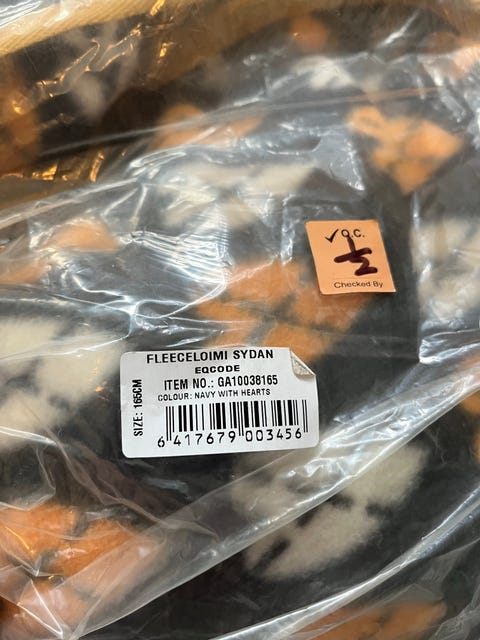 ✓Q.C.
Checked By
FLEECELOIMI SYDAN
EQCODE
ITEM NO.: GA10038165
COLOUR: NAVY WITH HEARTS
SIZE: 165CM
6 417679 003456